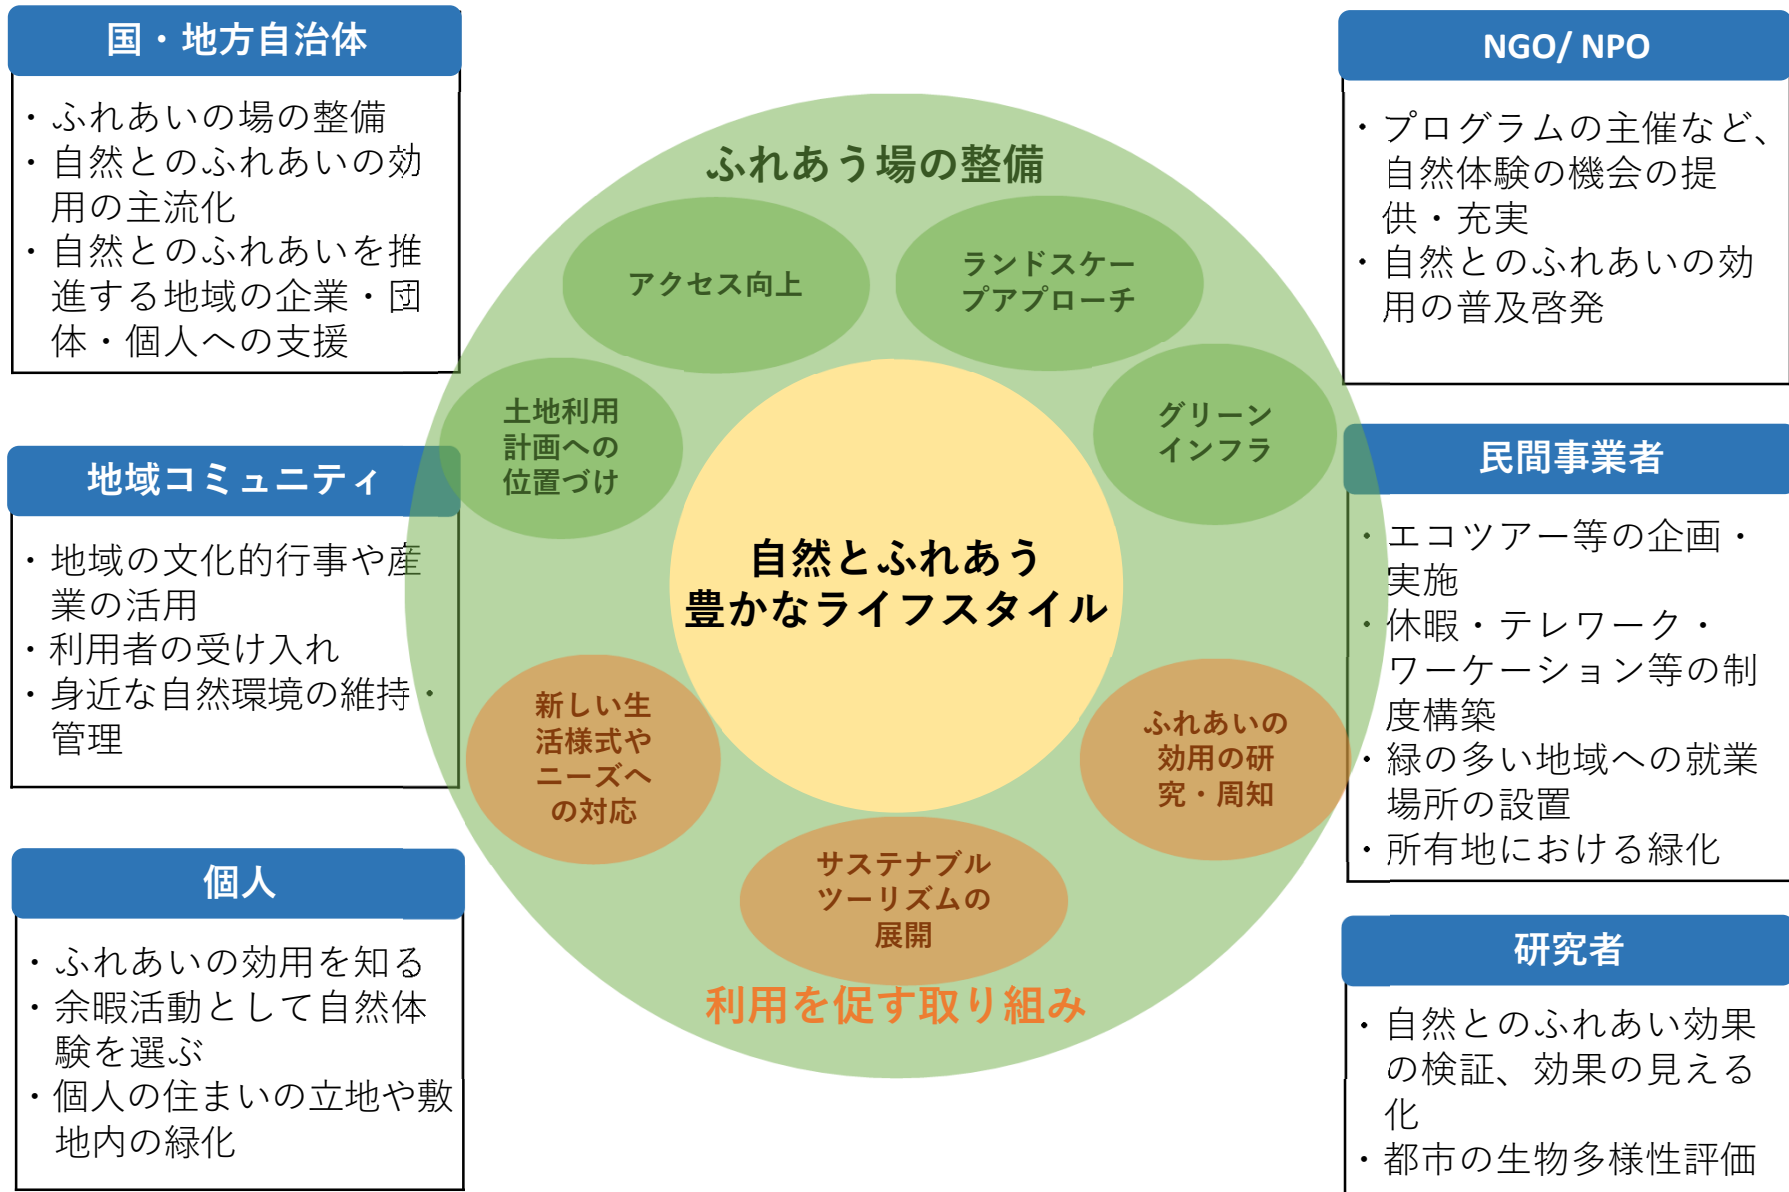 国・地方自治体
・ふれあいの場の整備
・自然とのふれあいの効
用の主流化
・自然とのふれあいを推
進する地域の企業・団
体・個人への支援
地域コミュニティ
・地域の文化的行事や産
業の活用
・利用者の受け入れ
・身近な自然環境の維持・
管理
個人
・ふれあいの効用を知る
・余暇活動として自然体
験を選ぶ
・個人の住まいの立地や敷
地内の緑化
ふれあう場の整備
アクセス向上
ランドスケー
プアプローチ
土地利用
計画への
位置づけ
グリーン
インフラ
自然とふれあう
豊かなライフスタイル
新しい生
活様式や
ニーズへ
の対応
ふれあいの
効用の研
究・周知
サステナブル
ツーリズムの
展開
利用を促す取り組み
NGO/ NPO
・プログラムの主催など、
自然体験の機会の提
供・充実
・自然とのふれあいの効
用の普及啓発
民間事業者
・エコツアー等の企画・
実施
・休暇・テレワーク・
ワーケーション等の制
度構築
・緑の多い地域への就業
場所の設置
・所有地における緑化
研究者
・自然とのふれあい効果
の検証、効果の見える
化
・都市の生物多様性評価